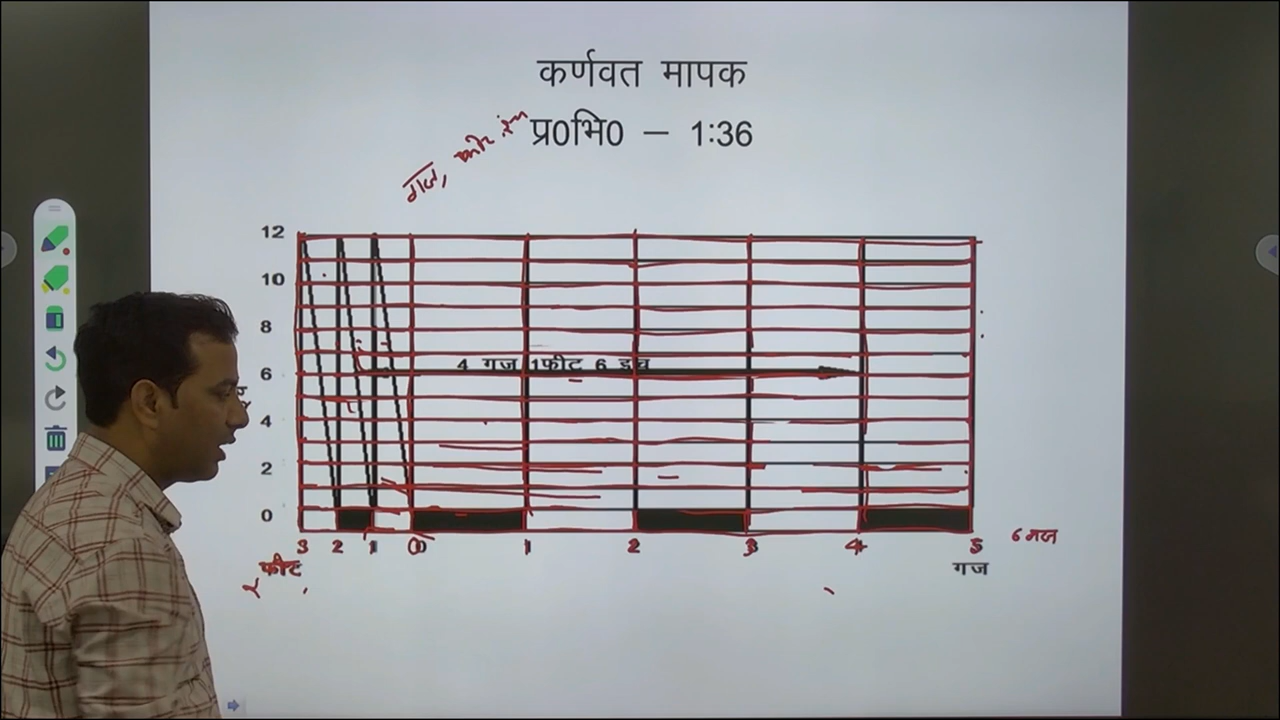 कर्णवत मापक
प्र0भि0 – 1:36
गज,
12
10
8
4 गज 1फीट 6 इंच
6
4
2
0
3 2 1 0 1 2 3 4 5 6 गज
फीट गज